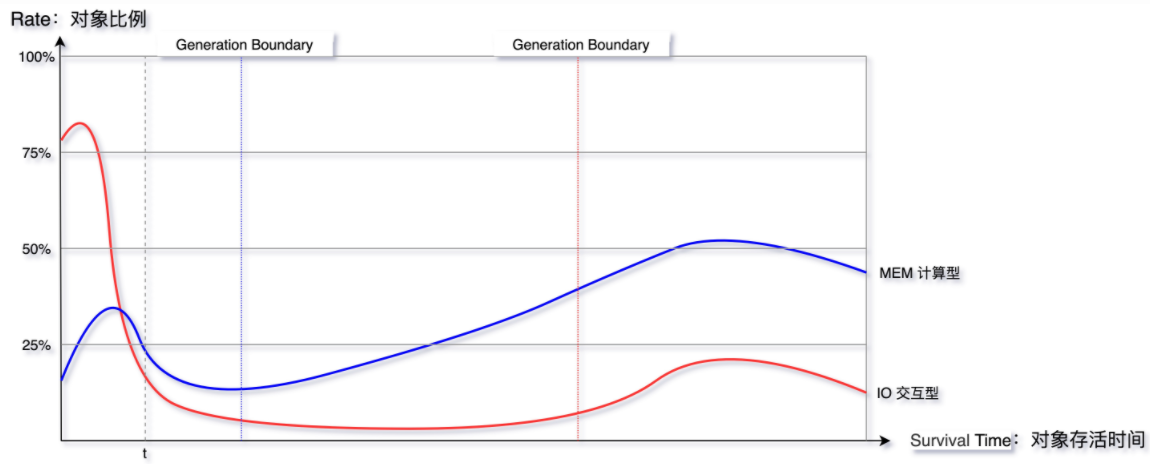 Rate：对象比例
Generation Boundary
Generation Boundary
100%
75%
50%
25%
MEM 计算型
IO 交互型
Survival Time：对象存活时间
t